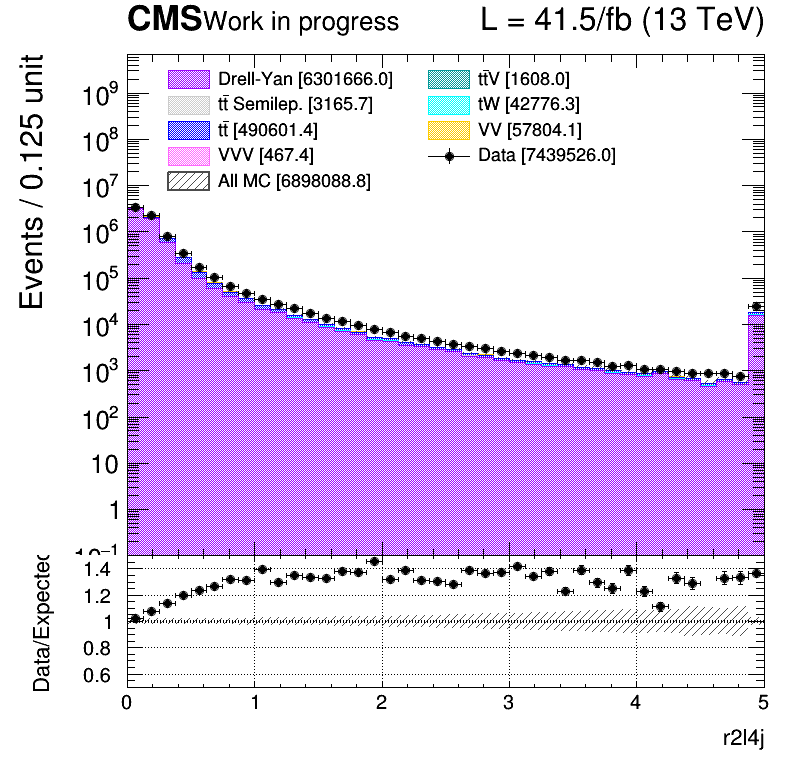 CMS Work in progress L = 41.5/fb (13 TeV)
Events / 0.125 unit
Drell-Yan [6301666.0]
tt̄ Semilep. [3165.7]
tt̄ [490601.4]
VVV [467.4]
All MC [6898088.8]
tt̄V [1608.0]
tW [42776.3]
VV [57804.1]
Data [7439526.0]
10⁹
10⁸
10⁷
10⁶
10⁵
10⁴
10³
10²
10
1
10⁻¹
Data/Expected
1.4
1.2
1
0.8
0.6
0 1 2 3 4 5
r2l4j